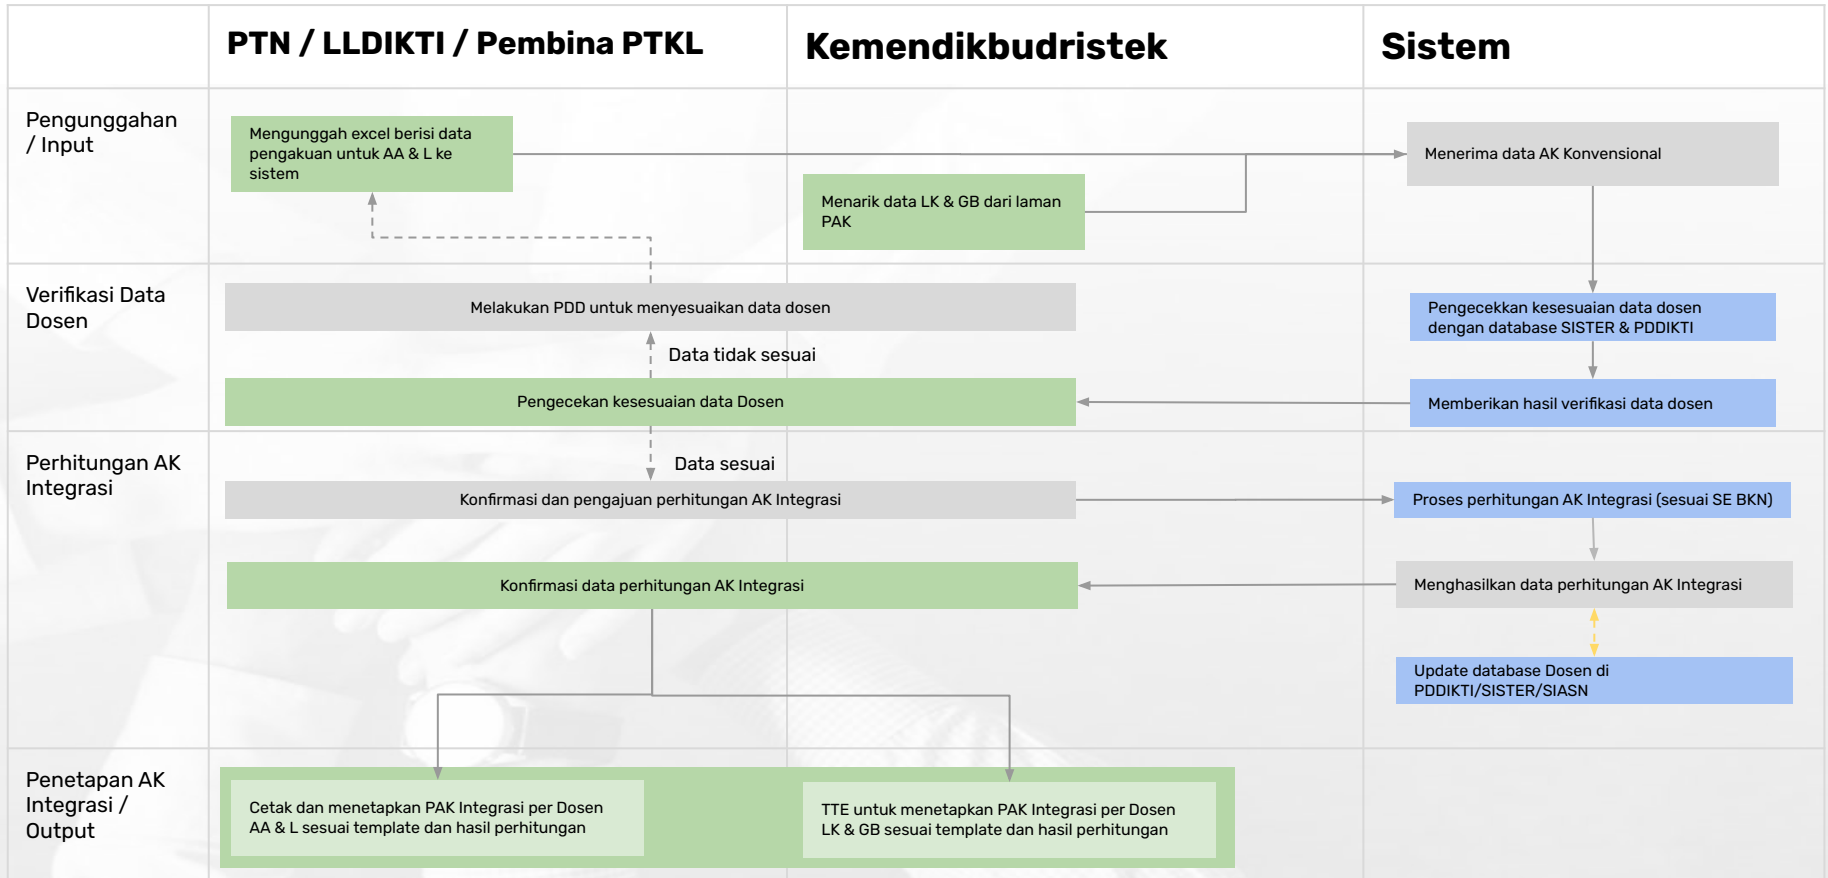 PTN / LLDIKTI / Pembina PTKL
Kemendikbudristek
Sistem
Pengunggahan
/ Input
Mengunggah excel berisi data
pengakuan untuk AA & L ke
sistem
Menarik data LK & GB dari laman
PAK
Menerima data AK Konvensional
Verifikasi Data
Dosen
Melakukan PDD untuk menyesuaikan data dosen
Pengecekkan kesesuaian data dosen
dengan database SISTER & PDDIKTI
Data tidak sesuai
Pengecekan kesesuaian data Dosen
Memberikan hasil verifikasi data dosen
Perhitungan AK
Integrasi
Data sesuai
Konfirmasi dan pengajuan perhitungan AK Integrasi
Proses perhitungan AK Integrasi (sesuai SE BKN)
Konfirmasi data perhitungan AK Integrasi
Menghasilkan data perhitungan AK Integrasi
Update database Dosen di
PDDIKTI/SISTER/SIASN
Penetapan AK
Integrasi /
Output
Cetak dan menetapkan PAK Integrasi per Dosen
AA & L sesuai template dan hasil perhitungan
TTE untuk menetapkan PAK Integrasi per Dosen
LK & GB sesuai template dan hasil perhitungan